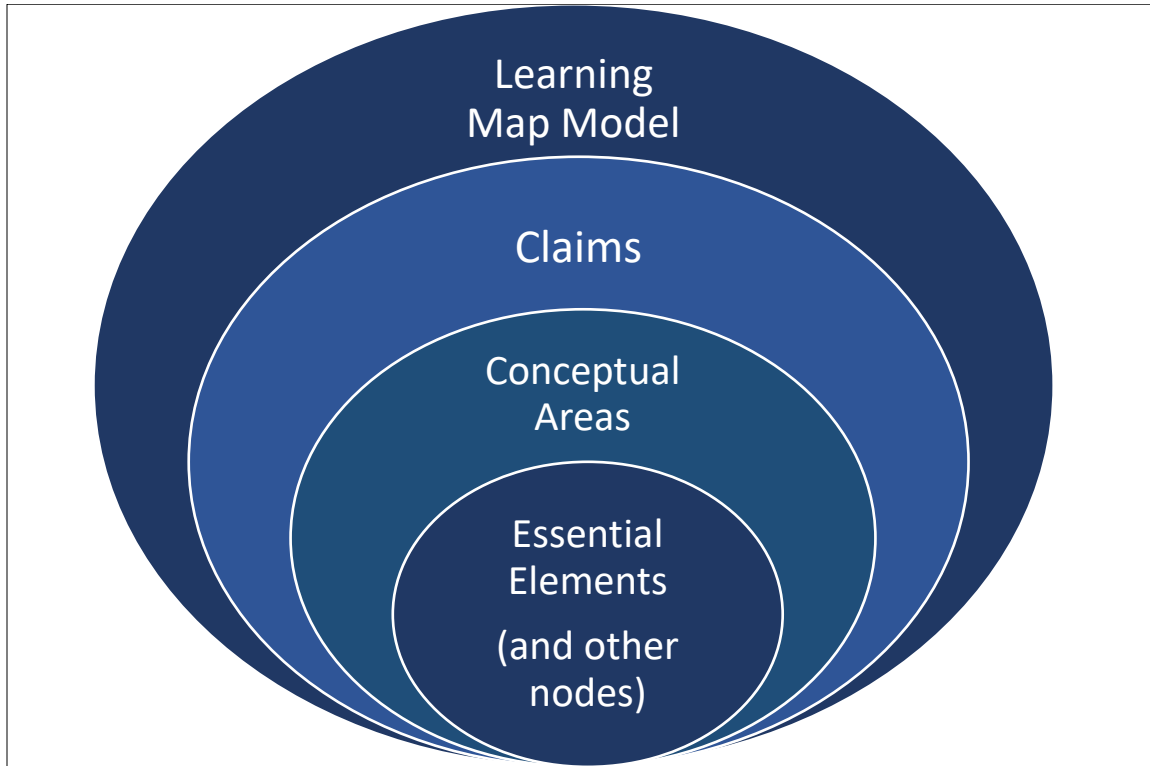 Learning
Map Model
Claims
Conceptual
Areas
Essential
Elements
(and other
nodes)